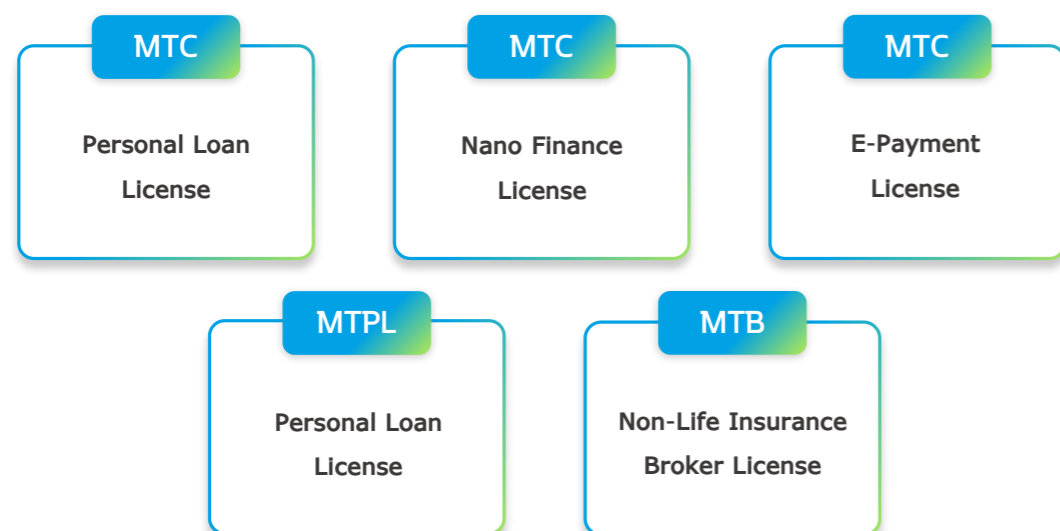 MTC
Personal Loan
License
MTC
Nano Finance
License
MTC
E-Payment
License
MTPL
Personal Loan
License
MTB
Non-Life Insurance
Broker License